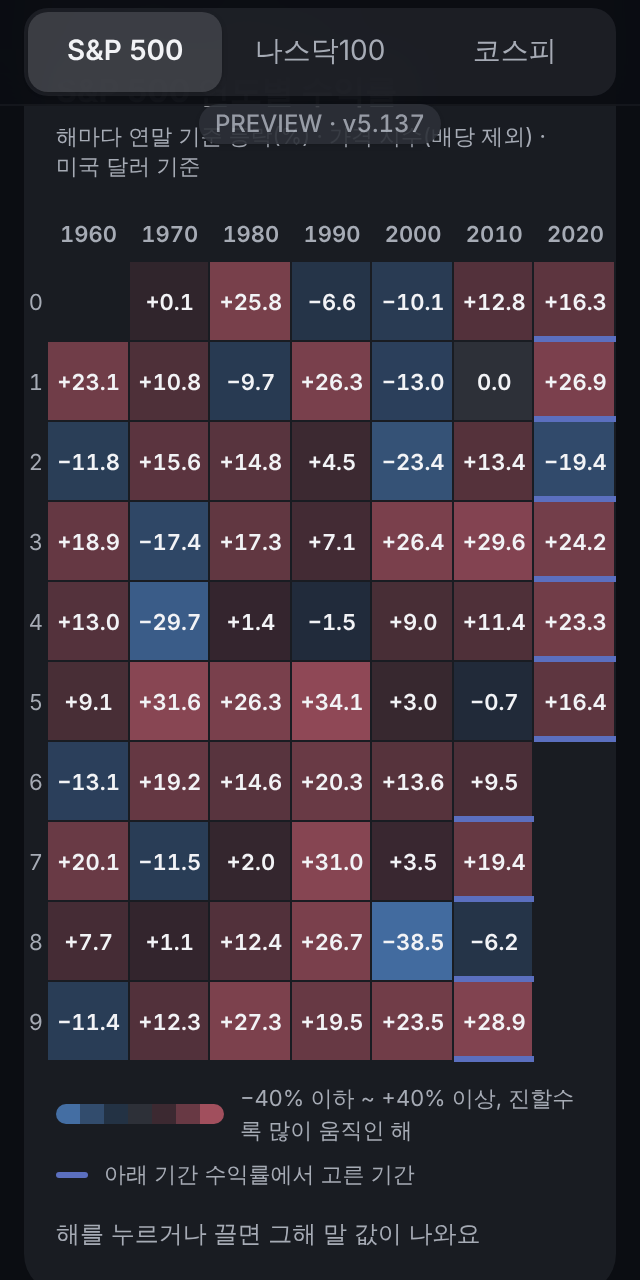 S&P 500 나스닥100 코스피
PREVIEW · v5.137
해마다 연말 기준 등락(%) · 가격 지수(배당 제외) ·
미국 달러 기준
1960 1970 1980 1990 2000 2010 2020
0 +0.1 +25.8 −6.6 −10.1 +12.8 +16.3
1 +23.1 +10.8 −9.7 +26.3 −13.0 0.0 +26.9
2 −11.8 +15.6 +14.8 +4.5 −23.4 +13.4 −19.4
3 +18.9 −17.4 +17.3 +7.1 +26.4 +29.6 +24.2
4 +13.0 −29.7 +1.4 −1.5 +9.0 +11.4 +23.3
5 +9.1 +31.6 +26.3 +34.1 +3.0 −0.7 +16.4
6 −13.1 +19.2 +14.6 +20.3 +13.6 +9.5
7 +20.1 −11.5 +2.0 +31.0 +3.5 +19.4
8 +7.7 +1.1 +12.4 +26.7 −38.5 −6.2
9 −11.4 +12.3 +27.3 +19.5 +23.5 +28.9
−40% 이하 ~ +40% 이상, 진할수
록 많이 움직인 해
아래 기간 수익률에서 고른 기간
해를 누르거나 끌면 그해 말 값이 나와요